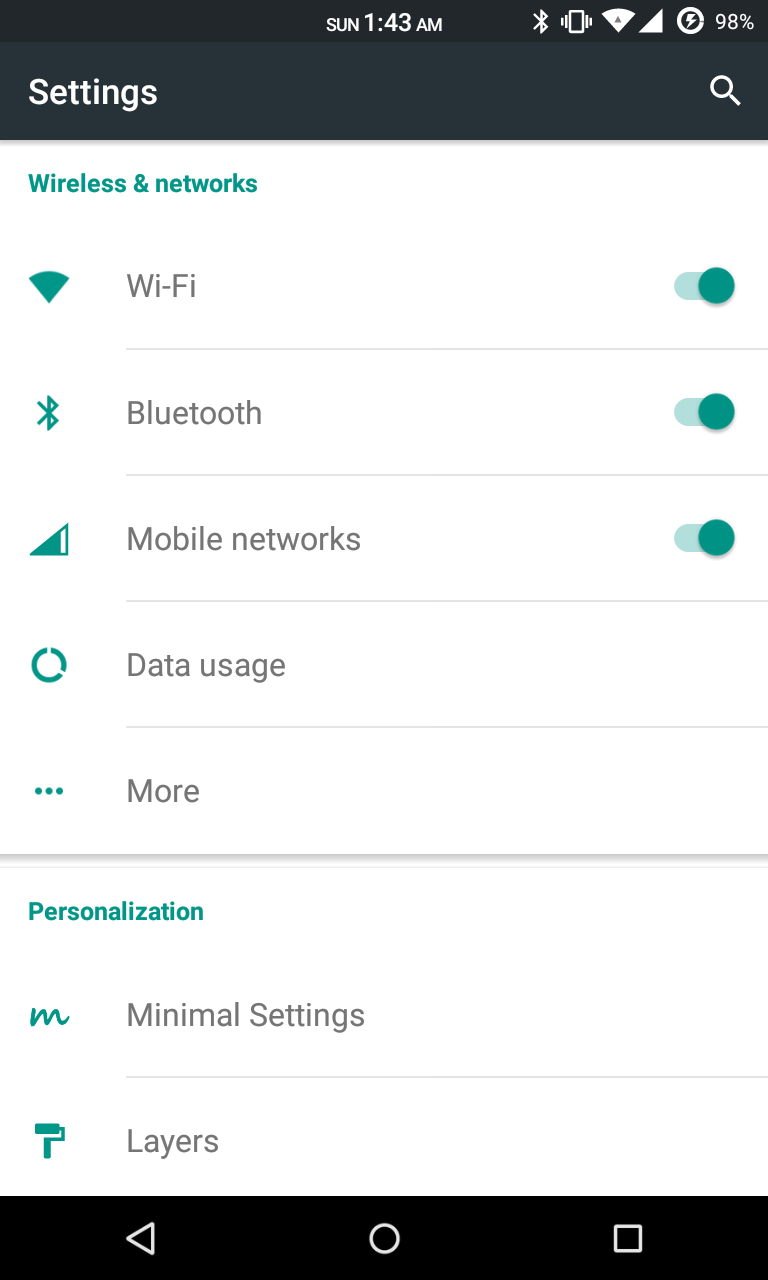 SUN 1:43 AM 98%
Settings
Wireless & networks
Wi-Fi
Bluetooth
Mobile networks
Data usage
More
Personalization
Minimal Settings
Layers